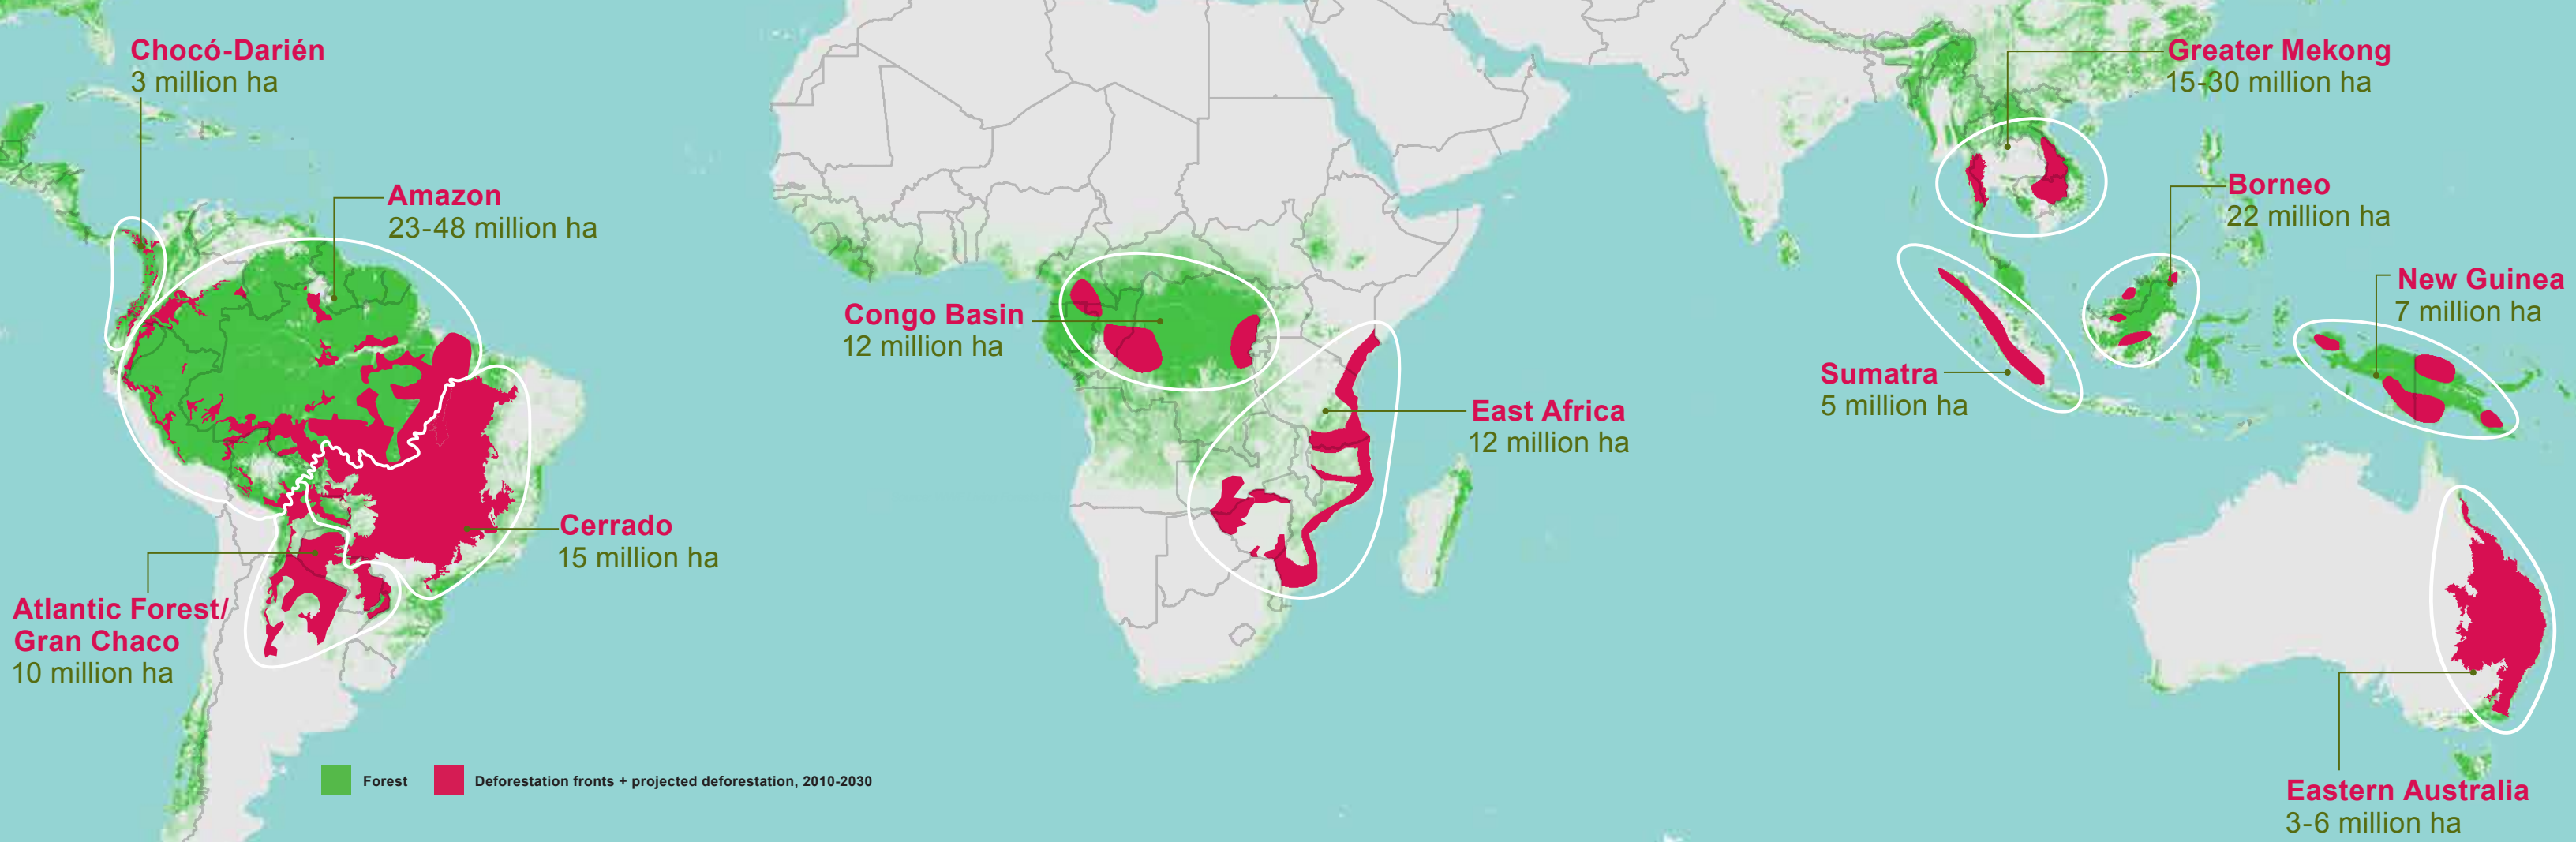 Chocó-Darién
3 million ha
Amazon
23-48 million ha
Cerrado
15 million ha
Atlantic Forest/
Gran Chaco
10 million ha
Congo Basin
12 million ha
East Africa
12 million ha
Greater Mekong
15-30 million ha
Borneo
22 million ha
New Guinea
7 million ha
Sumatra
5 million ha
Eastern Australia
3-6 million ha
Forest
Deforestation fronts + projected deforestation, 2010-2030